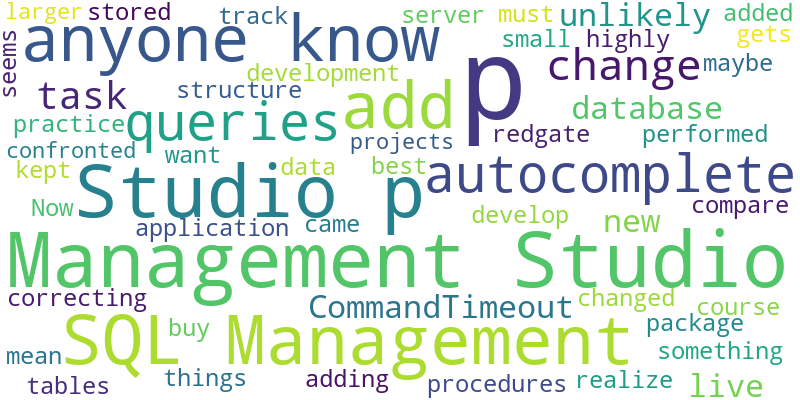 larger stored track server must unlikely added
seems anyone know small highly gets
development change maybe
task structure add p
practice queries database
confronted projects redgate performed
kept want data best autocomplete
Now Studio p compare
application came develop new
Management Studio
correcting CommandTimeout changed course
SQL Management buy package
mean something
tables things adding procedures realize live